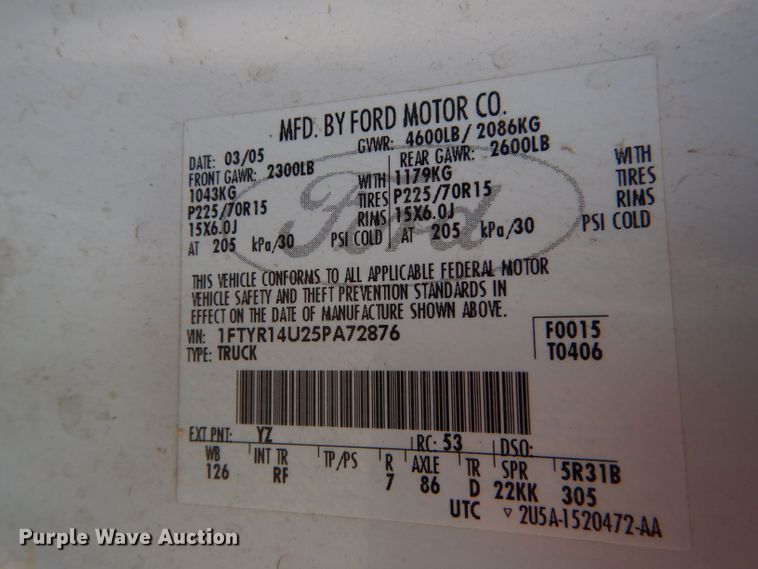 MFD. BY FORD MOTOR CO.
DATE: 03/05 GVWR: 4600LB/ 2086KG
FRONT GAWR: 2300LB REAR GAWR: 2600LB
1043KG WITH 1179KG WITH
P225/70R15 TIRES P225/70R15 TIRES
15X6.0J RIMS 15X6.0J RIMS
AT 205 kPa/30 PSI COLD AT 205 kPa/30 PSI COLD
Ford
THIS VEHICLE CONFORMS TO ALL APPLICABLE FEDERAL MOTOR
VEHICLE SAFETY AND THEFT PREVENTION STANDARDS IN
EFFECT ON THE DATE OF MANUFACTURE SHOWN ABOVE.
VIN: 1FTYR14U25PA72876 F0015
TYPE: TRUCK T0406
EXT PNT: YZ RC: 53 DSO:
WB INT TR TP/PS R AXLE TR SPR 5R31B
126 RF 7 86 D 22KK 305
UTC ▽ 2U5A-1520472-AA
Purple Wave Auction